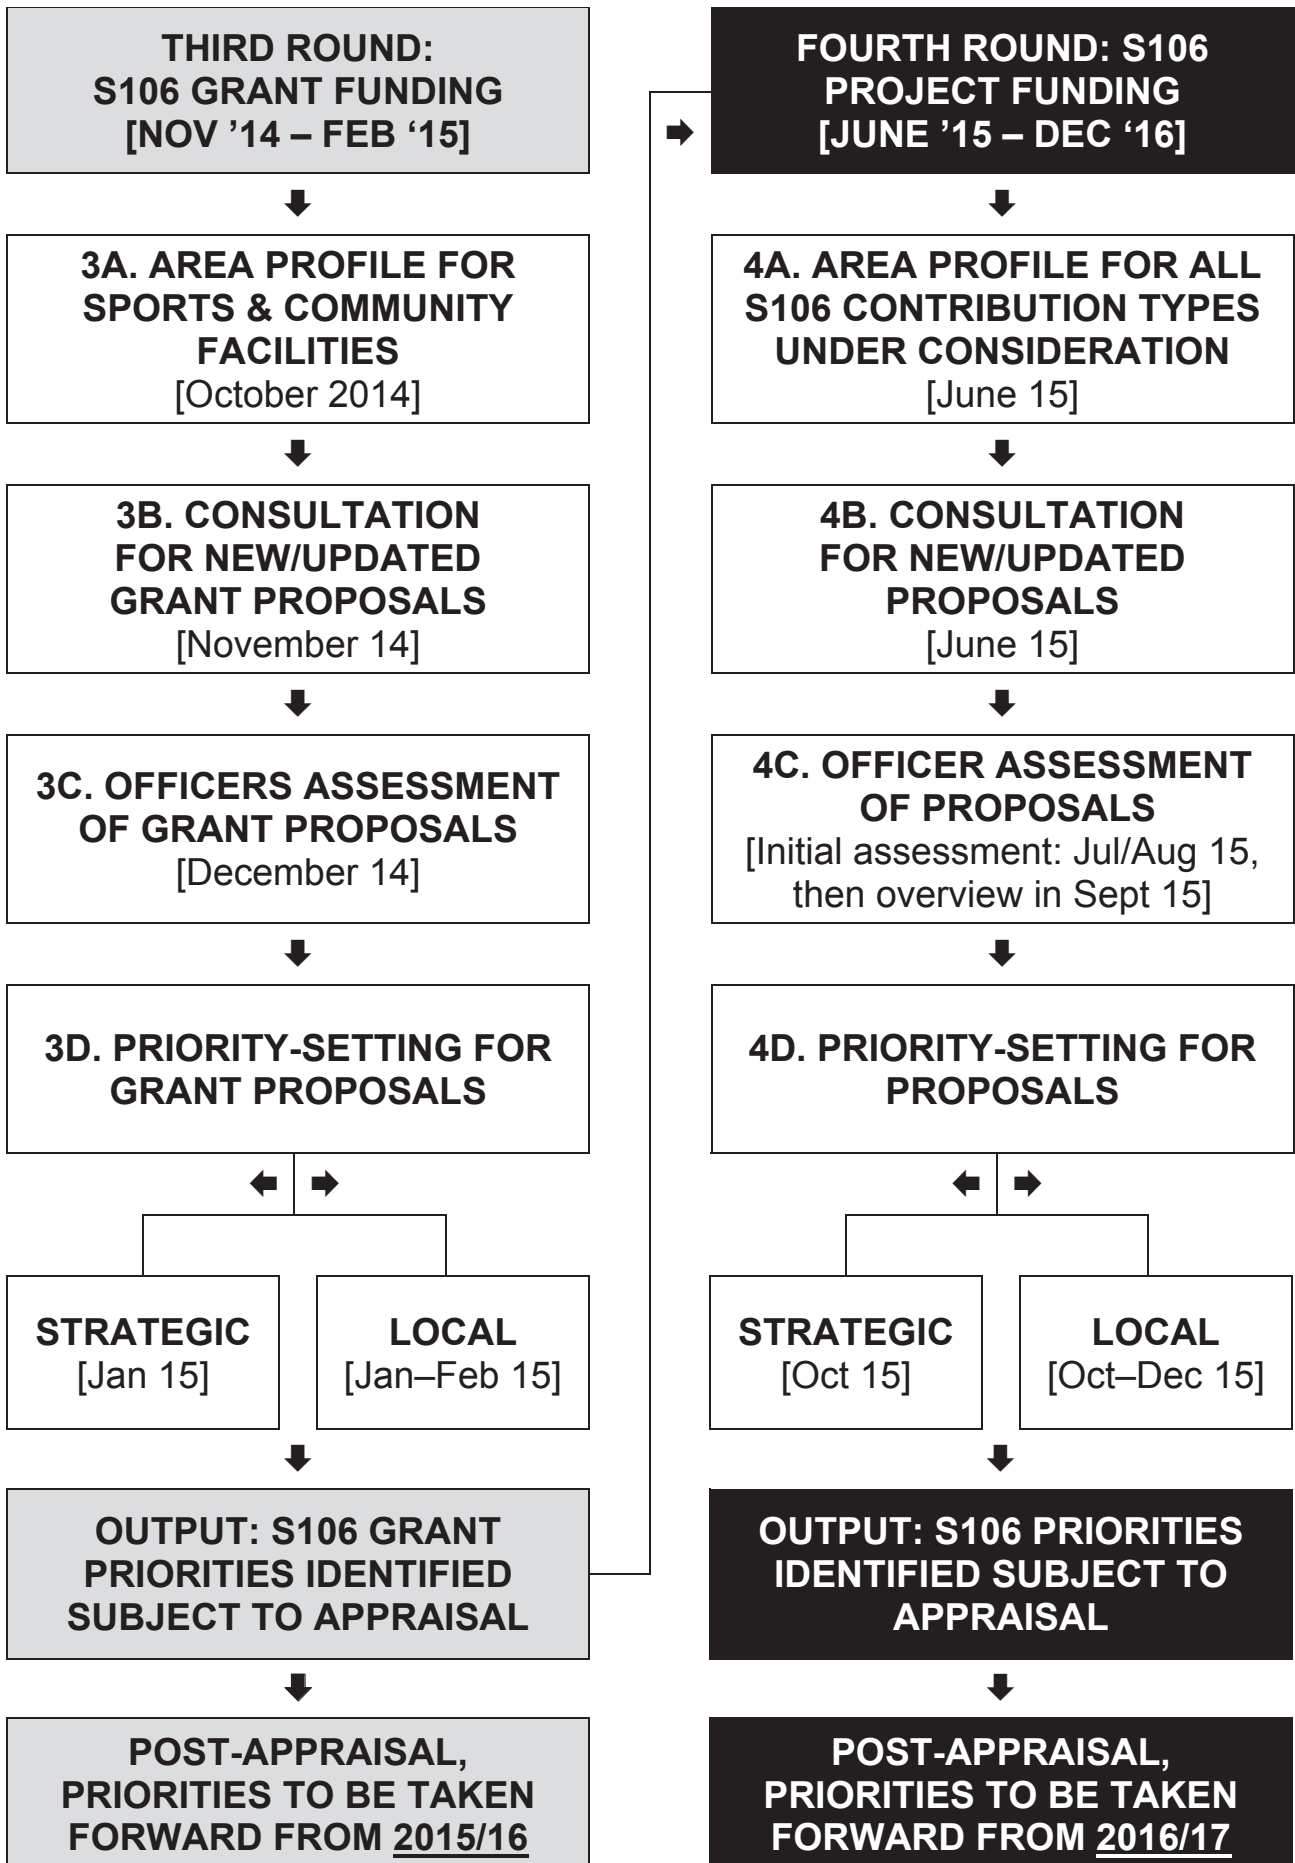 THIRD ROUND:
S106 GRANT FUNDING
[NOV ’14 – FEB ‘15]
3A. AREA PROFILE FOR
SPORTS & COMMUNITY
FACILITIES
[October 2014]
3B. CONSULTATION
FOR NEW/UPDATED
GRANT PROPOSALS
[November 14]
3C. OFFICERS ASSESSMENT
OF GRANT PROPOSALS
[December 14]
3D. PRIORITY-SETTING FOR
GRANT PROPOSALS
STRATEGIC
[Jan 15]
LOCAL
[Jan–Feb 15]
OUTPUT: S106 GRANT
PRIORITIES IDENTIFIED
SUBJECT TO APPRAISAL
POST-APPRAISAL,
PRIORITIES TO BE TAKEN
FORWARD FROM 2015/16
FOURTH ROUND: S106
PROJECT FUNDING
[JUNE ’15 – DEC ‘16]
4A. AREA PROFILE FOR ALL
S106 CONTRIBUTION TYPES
UNDER CONSIDERATION
[June 15]
4B. CONSULTATION
FOR NEW/UPDATED
PROPOSALS
[June 15]
4C. OFFICER ASSESSMENT
OF PROPOSALS
[Initial assessment: Jul/Aug 15,
then overview in Sept 15]
4D. PRIORITY-SETTING FOR
PROPOSALS
STRATEGIC
[Oct 15]
LOCAL
[Oct–Dec 15]
OUTPUT: S106 PRIORITIES
IDENTIFIED SUBJECT TO
APPRAISAL
POST-APPRAISAL,
PRIORITIES TO BE TAKEN
FORWARD FROM 2016/17